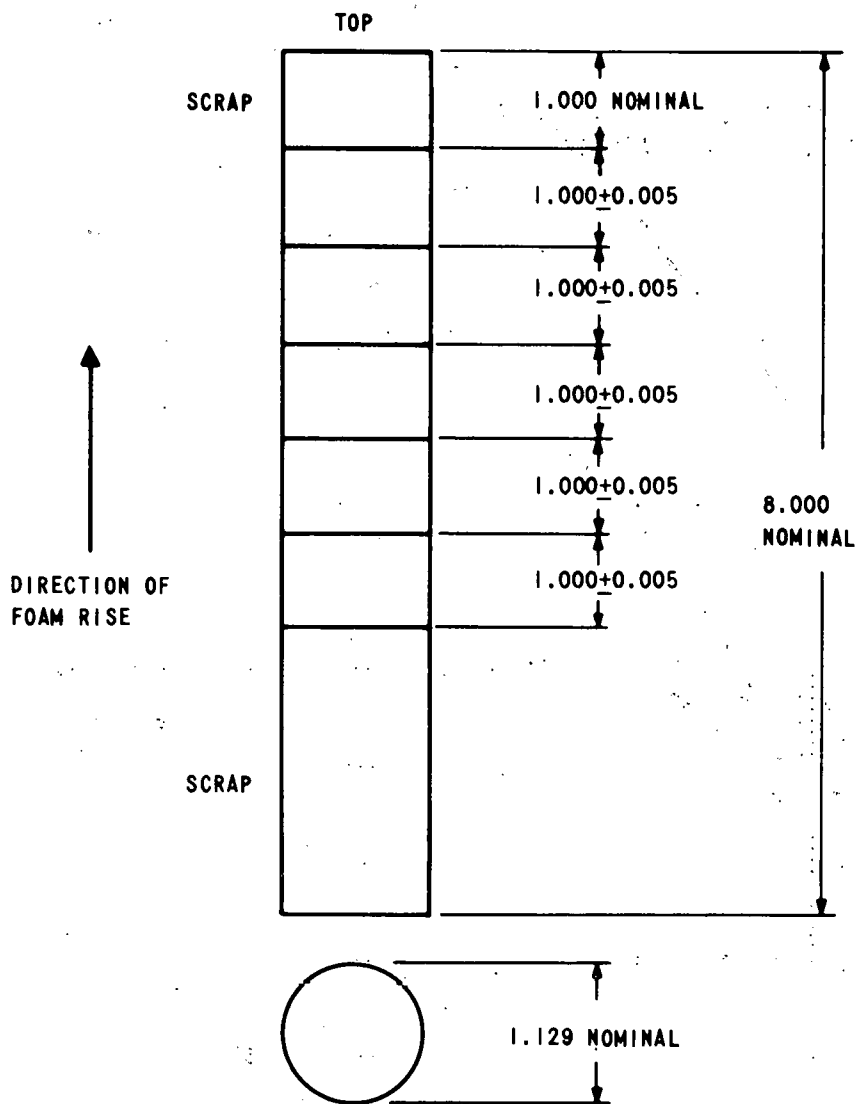 TOP
SCRAP
1.000 NOMINAL
1.000±0.005
1.000±0.005
1.000±0.005
1.000±0.005
1.000±0.005
8.000
NOMINAL
DIRECTION OF
FOAM RISE
SCRAP
1.129 NOMINAL